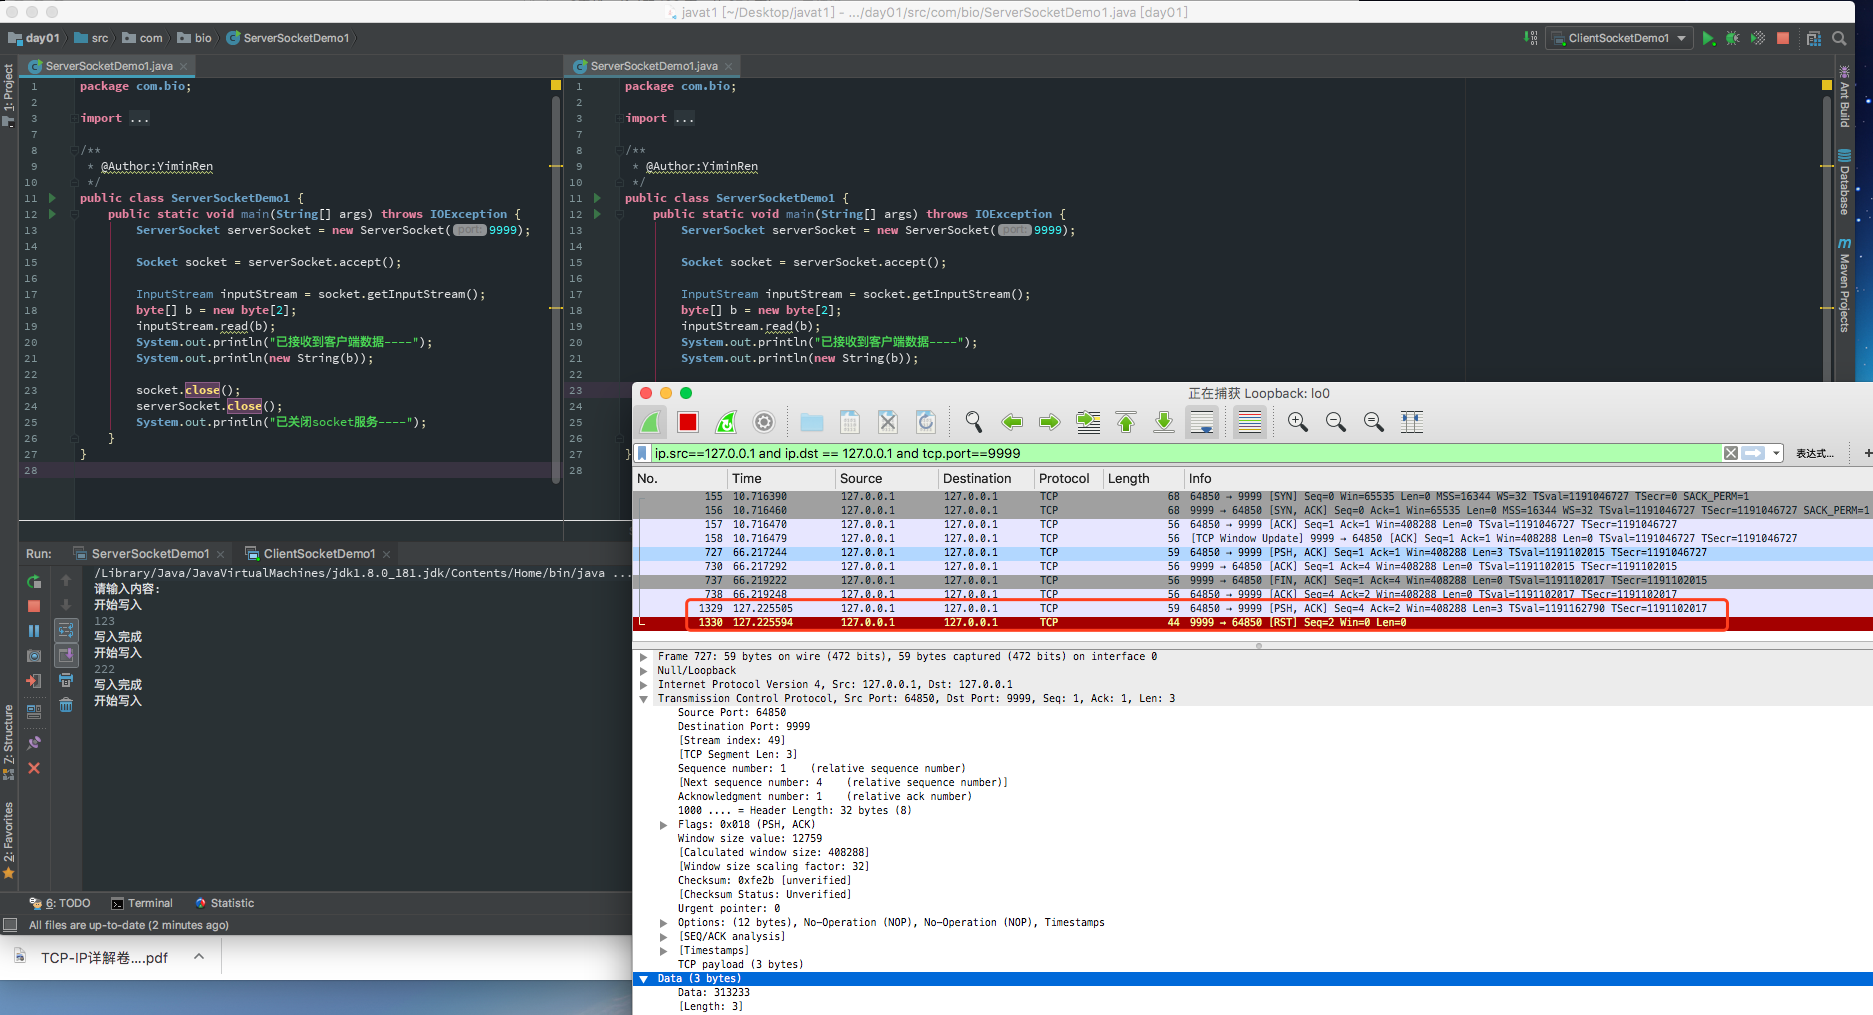 javat1 [~/Desktop/javat1] - .../day01/src/com/bio/ServerSocketDemo1.java [day01]
day01 src com bio ServerSocketDemo1
ClientSocketDemo1
ServerSocketDemo1.java
1 package com.bio;
2
3 import ...
7
8 /**
9 * @Author:YiminRen
10 */
11 public class ServerSocketDemo1 {
12 public static void main(String[] args) throws IOException {
13 ServerSocket serverSocket = new ServerSocket( port: 9999);
14
15 Socket socket = serverSocket.accept();
16
17 InputStream inputStream = socket.getInputStream();
18 byte[] b = new byte[2];
19 inputStream.read(b);
20 System.out.println("已接收到客户端数据----");
21 System.out.println(new String(b));
22
23 socket.close();
24 serverSocket.close();
25 System.out.println("已关闭socket服务----");
26 }
27 }
28
ServerSocketDemo1.java
1 package com.bio;
2
3 import ...
7
8 /**
9 * @Author:YiminRen
10 */
11 public class ServerSocketDemo1 {
12 public static void main(String[] args) throws IOException {
13 ServerSocket serverSocket = new ServerSocket( port: 9999);
14
15 Socket socket = serverSocket.accept();
16
17 InputStream inputStream = socket.getInputStream();
18 byte[] b = new byte[2];
19 inputStream.read(b);
20 System.out.println("已接收到客户端数据----");
21 System.out.println(new String(b));
22
23
24
25
26
27 }
28
1: Project
Z: Structure
2: Favorites
Ant Build
Database
m Maven Projects
Run: ServerSocketDemo1 ClientSocketDemo1
/Library/Java/JavaVirtualMachines/jdk1.8.0_181.jdk/Contents/Home/bin/java ...
请输入内容:
开始写入
123
写入完成
开始写入
222
写入完成
开始写入
6: TODO Terminal Statistic
All files are up-to-date (2 minutes ago)
TCP-IP详解卷....pdf
正在捕获 Loopback: lo0
ip.src==127.0.0.1 and ip.dst == 127.0.0.1 and tcp.port==9999
表达式...
+
No. Time Source Destination Protocol Length Info
155 10.716390 127.0.0.1 127.0.0.1 TCP 68 64850 → 9999 [SYN] Seq=0 Win=65535 Len=0 MSS=16344 WS=32 TSval=1191046727 TSecr=0 SACK_PERM=1
156 10.716460 127.0.0.1 127.0.0.1 TCP 68 9999 → 64850 [SYN, ACK] Seq=0 Ack=1 Win=65535 Len=0 MSS=16344 WS=32 TSval=1191046727 TSecr=1191046727 SACK_PERM=1
157 10.716470 127.0.0.1 127.0.0.1 TCP 56 64850 → 9999 [ACK] Seq=1 Ack=1 Win=408288 Len=0 TSval=1191046727 TSecr=1191046727
158 10.716479 127.0.0.1 127.0.0.1 TCP 56 [TCP Window Update] 9999 → 64850 [ACK] Seq=1 Ack=1 Win=408288 Len=0 TSval=1191046727 TSecr=1191046727
727 66.217244 127.0.0.1 127.0.0.1 TCP 59 64850 → 9999 [PSH, ACK] Seq=1 Ack=1 Win=408288 Len=3 TSval=1191102015 TSecr=1191046727
730 66.217292 127.0.0.1 127.0.0.1 TCP 56 9999 → 64850 [ACK] Seq=1 Ack=4 Win=408288 Len=0 TSval=1191102015 TSecr=1191102015
737 66.219222 127.0.0.1 127.0.0.1 TCP 56 9999 → 64850 [FIN, ACK] Seq=1 Ack=4 Win=408288 Len=0 TSval=1191102017 TSecr=1191102015
738 66.219248 127.0.0.1 127.0.0.1 TCP 56 64850 → 9999 [ACK] Seq=4 Ack=2 Win=408288 Len=0 TSval=1191102017 TSecr=1191102017
1329 127.225505 127.0.0.1 127.0.0.1 TCP 59 64850 → 9999 [PSH, ACK] Seq=4 Ack=2 Win=408288 Len=3 TSval=1191162790 TSecr=1191102017
1330 127.225594 127.0.0.1 127.0.0.1 TCP 44 9999 → 64850 [RST] Seq=2 Win=0 Len=0
Frame 727: 59 bytes on wire (472 bits), 59 bytes captured (472 bits) on interface 0
Null/Loopback
Internet Protocol Version 4, Src: 127.0.0.1, Dst: 127.0.0.1
Transmission Control Protocol, Src Port: 64850, Dst Port: 9999, Seq: 1, Ack: 1, Len: 3
Source Port: 64850
Destination Port: 9999
[Stream index: 49]
[TCP Segment Len: 3]
Sequence number: 1 (relative sequence number)
[Next sequence number: 4 (relative sequence number)]
Acknowledgment number: 1 (relative ack number)
1000 .... = Header Length: 32 bytes (8)
Flags: 0x018 (PSH, ACK)
Window size value: 12759
[Calculated window size: 408288]
[Window size scaling factor: 32]
Checksum: 0xfe2b [unverified]
[Checksum Status: Unverified]
Urgent pointer: 0
Options: (12 bytes), No-Operation (NOP), No-Operation (NOP), Timestamps
[SEQ/ACK analysis]
[Timestamps]
TCP payload (3 bytes)
Data (3 bytes)
Data: 313233
[Length: 3]